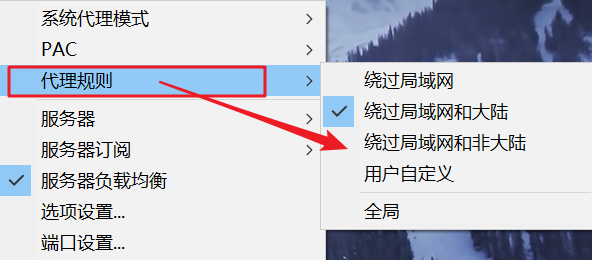 系统代理模式
PAC
代理规则
服务器
服务器订阅
服务器负载均衡
选项设置...
端口设置...
绕过局域网
绕过局域网和大陆
绕过局域网和非大陆
用户自定义
全局